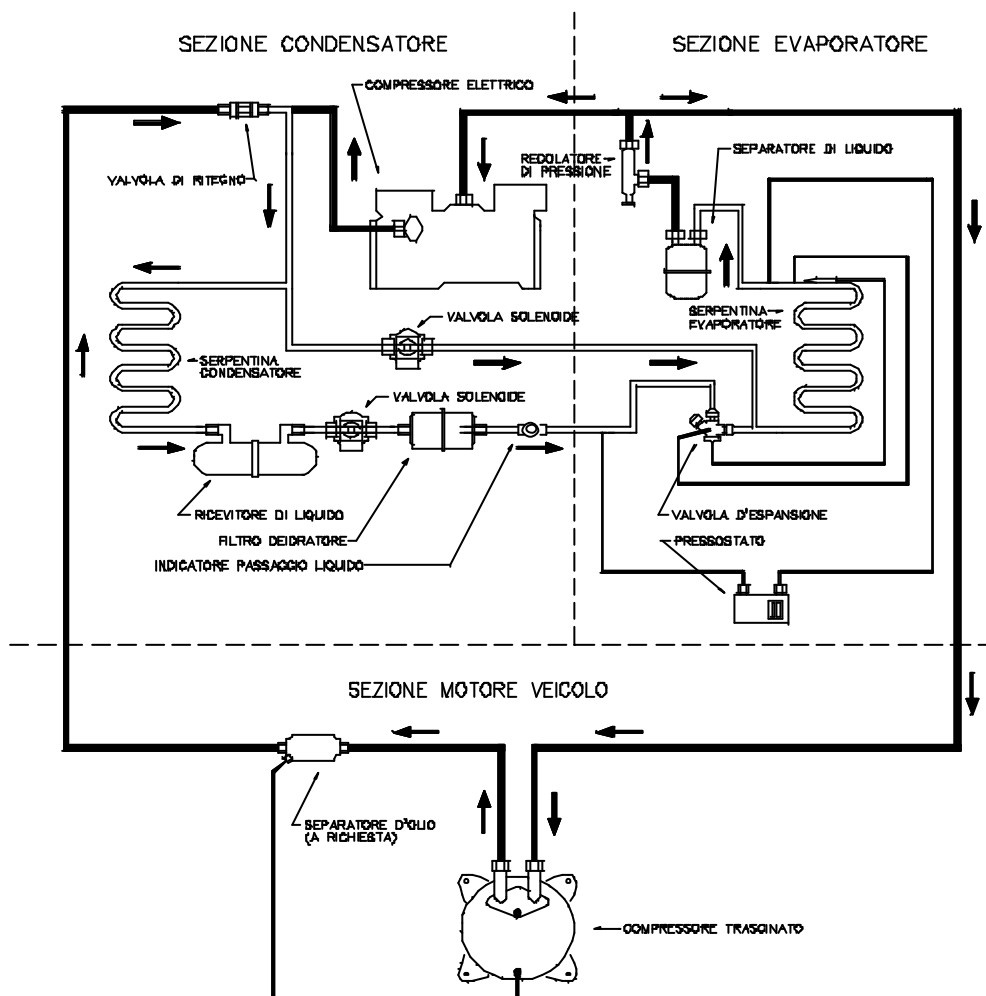 SEZIONE CONDENSATORE
SEZIONE EVAPORATORE
COMPRESSORE ELETTRICO
VALVOLA DI RITEGNO
REGOLATORE
DI PRESSIONE
SEPARATORE DI LIQUIDO
VALVOLA SOLENOIDE
SERPENTINA
EVAPORATORE
SERPENTINA
CONDENSATORE
VALVOLA SOLENOIDE
RICEVITORE DI LIQUIDO
FILTRO DEIDRATORE
INDICATORE PASSAGGIO LIQUIDO
VALVOLA D'ESPANSIONE
PRESSOSTATO
SEZIONE MOTORE VEICOLO
SEPARATORE D'OLIO
(A RICHIESTA)
COMPRESSORE TRASCINATO